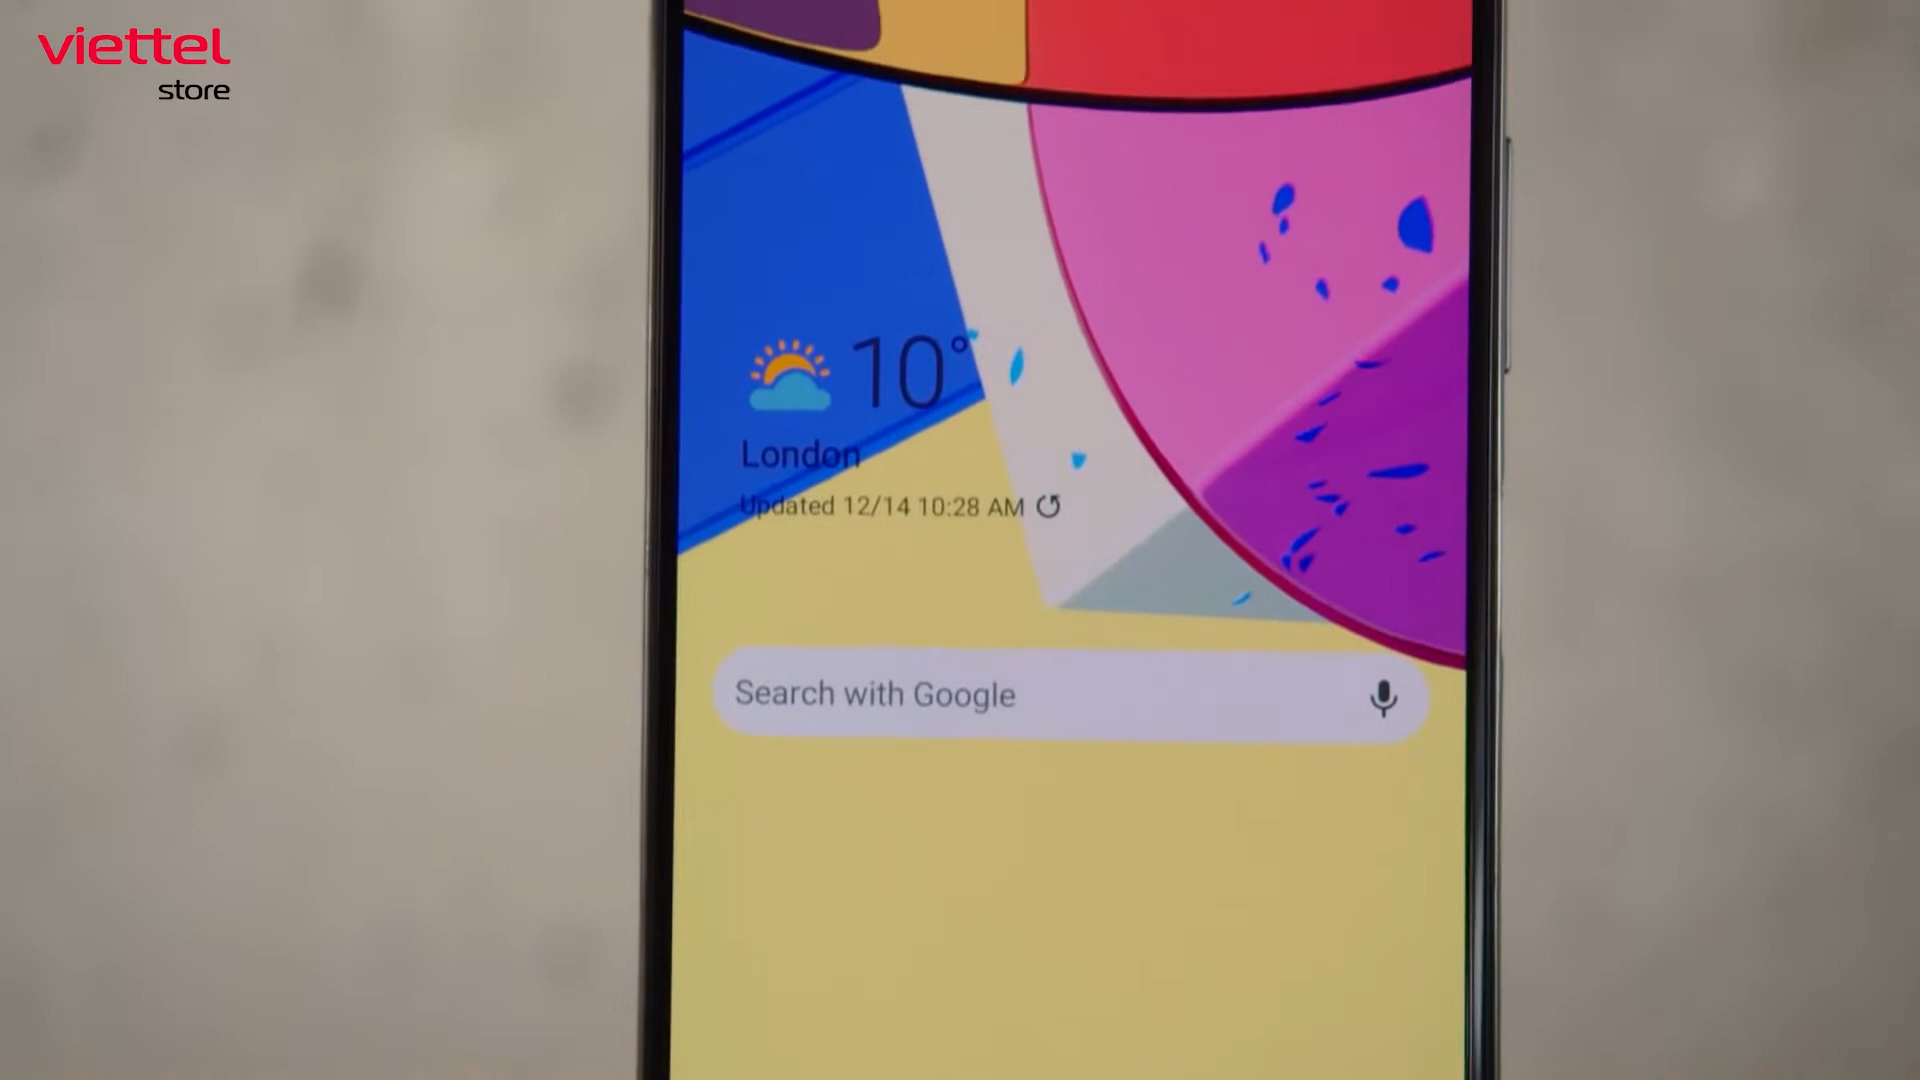 viettel
store
10°
London
Updated 12/14 10:28 AM
Search with Google